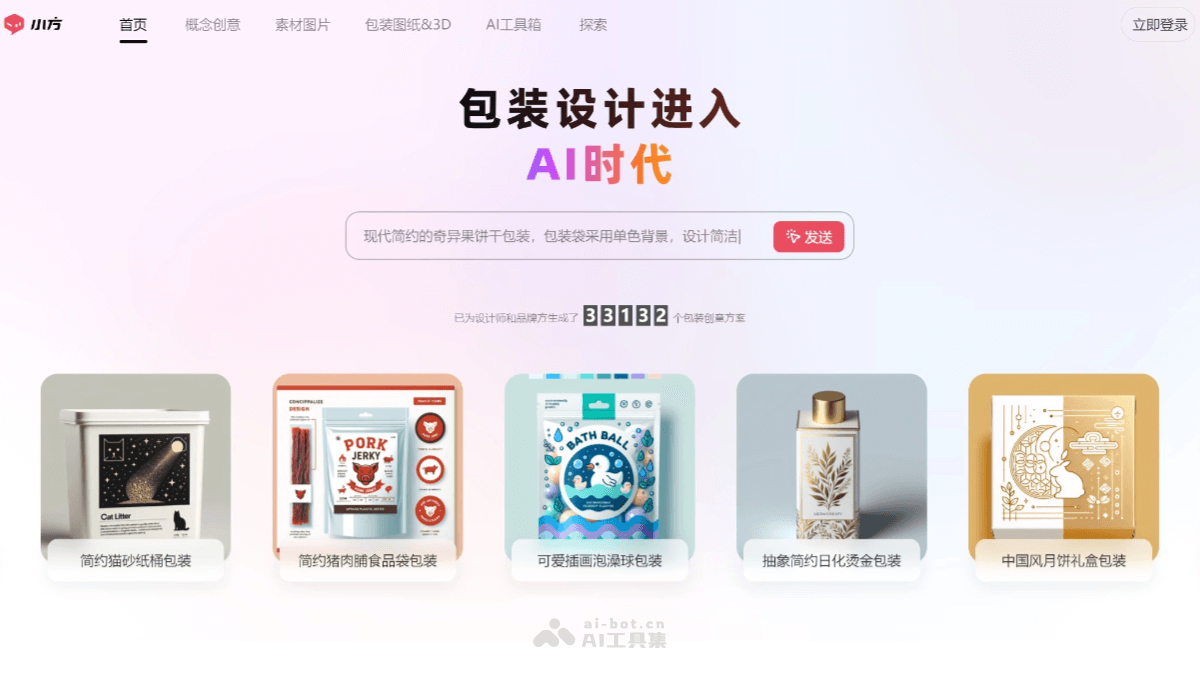 小方
首页
概念创意
素材图片
包装图纸&3D
AI工具箱
探索
立即登录
包装设计进入
AI时代
现代简约的奇异果饼干包装，包装袋采用单色背景，设计简洁
发送
已为设计师和品牌方生成了 33132 个包装创意方案
Cat Litter
简约猫砂纸桶包装
CONCIFPALIZE
DESIGN
PORK
JERKY
简约猪肉脯食品袋包装
BATH BALL
可爱插画泡澡球包装
抽象简约日化烫金包装
中国风月饼礼盒包装
ai-bot.cn
AI工具集